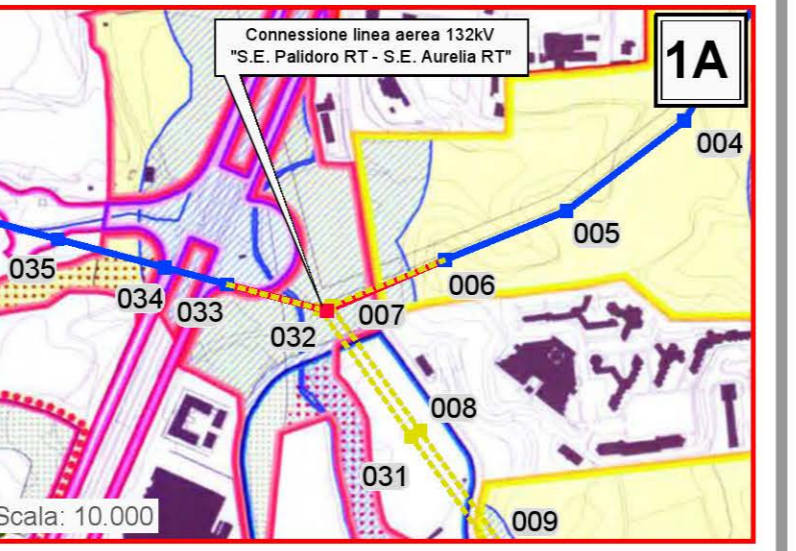 Connessione linea aerea 132kV
"S.E. Palidoro RT - S.E. Aurelia RT"
1A
004
005
006
007
035
034
033
032
008
031
009
Scala: 10.000